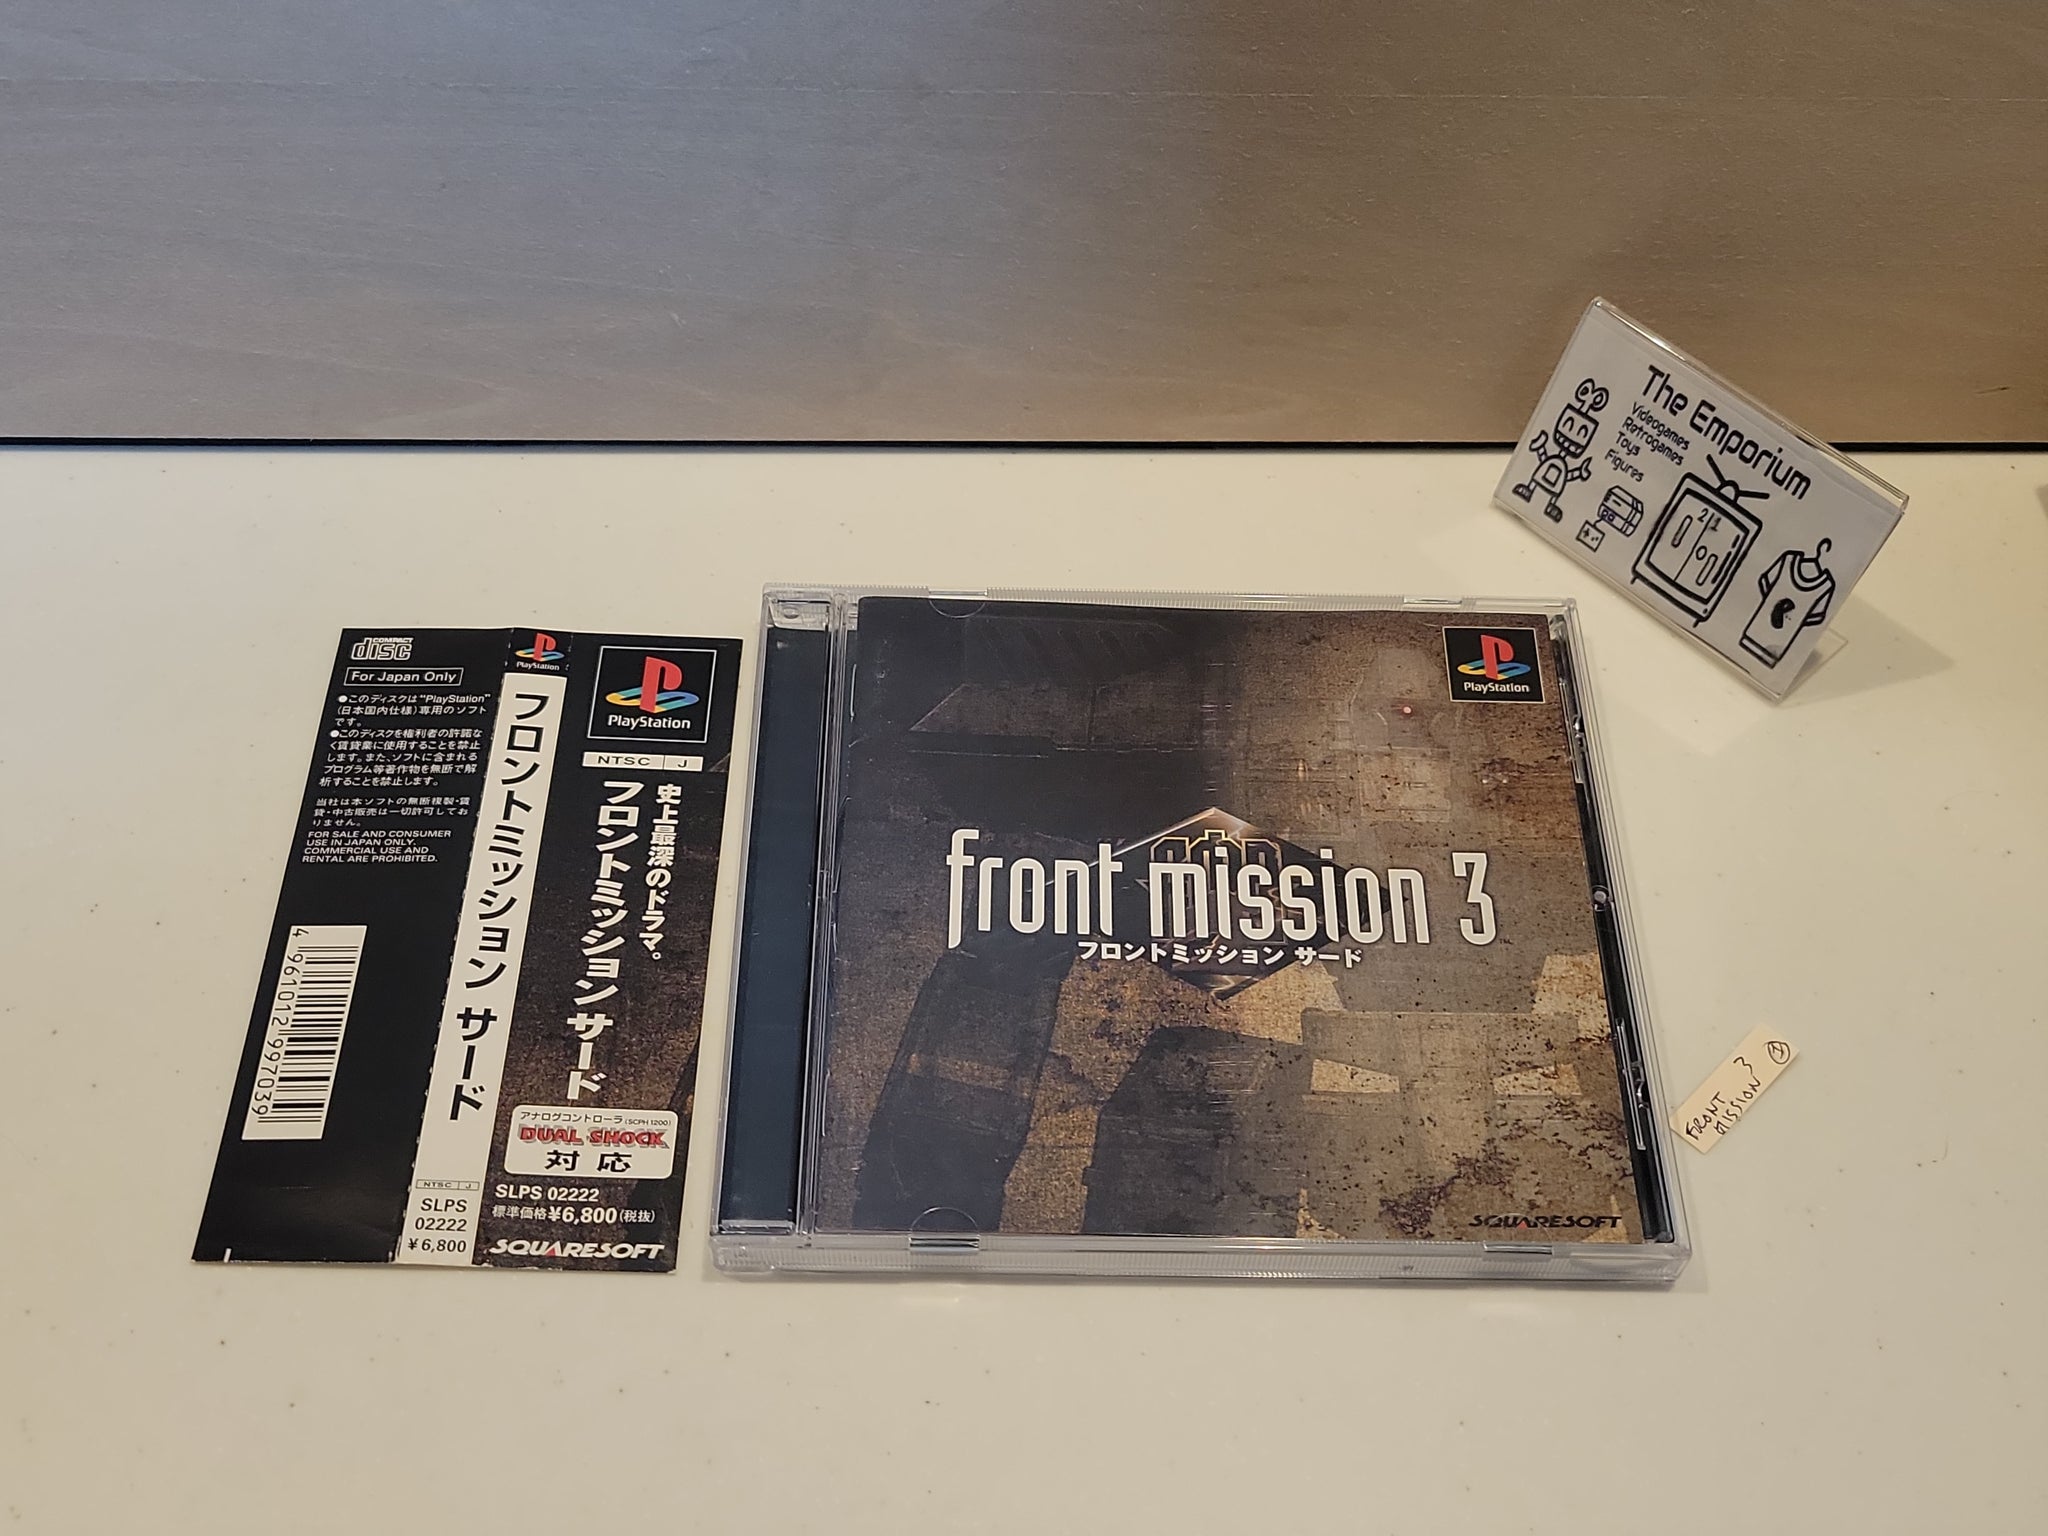 COMPACT
disc
For Japan Only
●このディスクは"PlayStation"
(日本国内仕様)専用のソフト
です。
●このディスクを権利者の許諾な
く賃貸業に使用することを禁止
します。また、ソフトに含まれる
プログラム等著作物を無断で解
析することを禁止します。
当社は本ソフトの無断複製・賃
貸・中古販売は一切許可してお
りません。
FOR SALE AND CONSUMER
USE IN JAPAN ONLY.
COMMERCIAL USE AND
RENTAL ARE PROHIBITED.
4 961012 997039
PlayStation
フロントミッション サード
NTSC J
SLPS
02222
¥6,800
PlayStation
NTSC J
史上最深のドラマ。
フロントミッション サード
アナログコントローラ(SCPH 1200)
DUAL SHOCK
対応
SLPS 02222
標準価格¥6,800(税抜)
SQUARESOFT
PlayStation
front mission 3
TM
フロントミッション サード
SQUARESOFT
The Emporium
Videogames
Retrogames
Toys
Figures
2 1
FRONT
MISSION 3